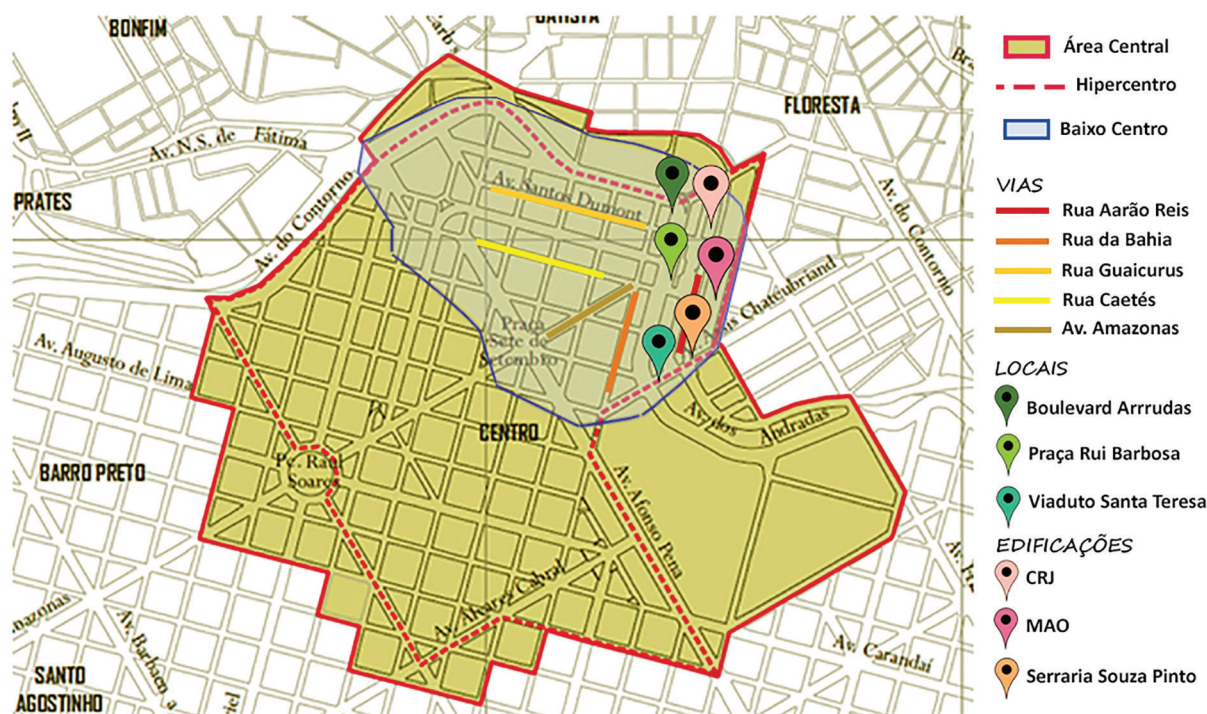 BONFIM
BATISTA
FLORESTA
Av. N.S. de Fátima
PRATES
Av. do Contorno
Av. Santos Dumont
Av. do Contorno
Praça
Sete de
Setembro
Av. Augusto de Lima
CENTRO
Av. dos Andradas
BARRO PRETO
Pç. Raul
Soares
Av. Afonso Pena
Av. Álvares Cabral
Av. Carandaí
SANTO
AGOSTINHO
Área Central
Hipercentro
Baixo Centro
VIAS
Rua Aarão Reis
Rua da Bahia
Rua Guaicurus
Rua Caetés
Av. Amazonas
LOCAIS
Boulevard Arrrudas
Praça Rui Barbosa
Viaduto Santa Teresa
EDIFICAÇÕES
CRJ
MAO
Serraria Souza Pinto